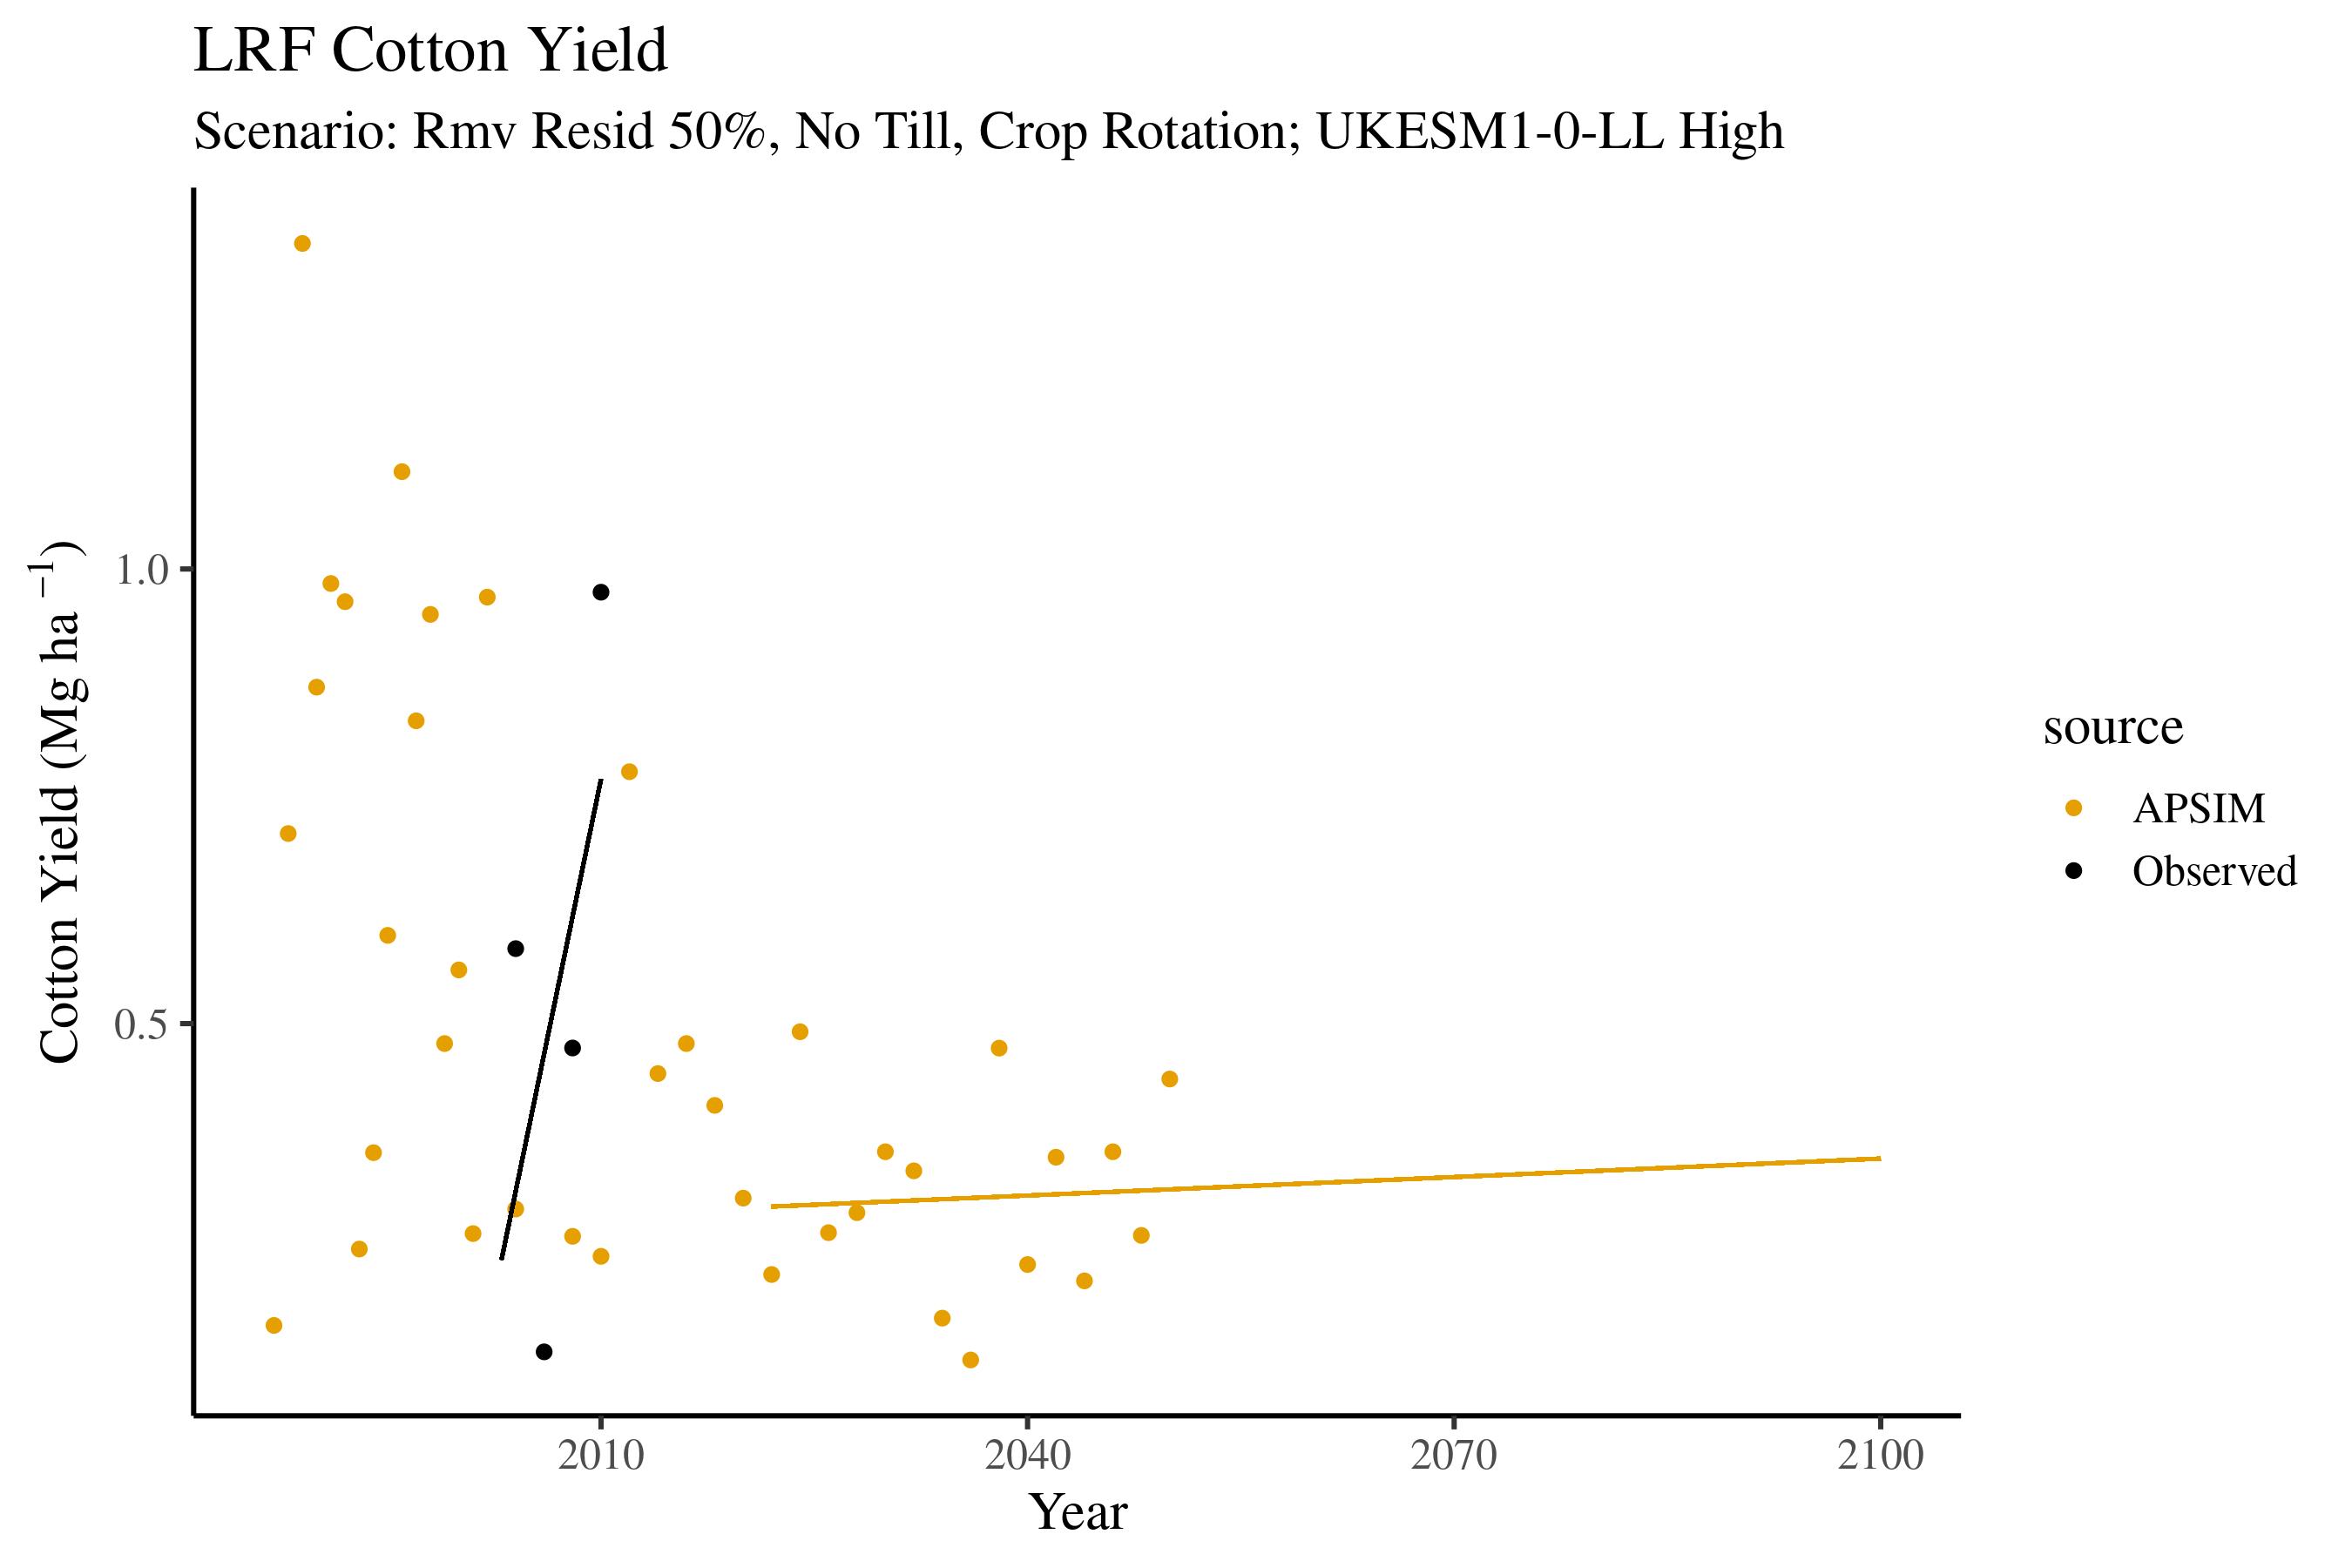 LRF Cotton Yield
Scenario: Rmv Resid 50%, No Till, Crop Rotation; UKESM1-0-LL High
Cotton Yield (Mg ha −1)
1.0
0.5
2010
2040
2070
2100
Year
source
APSIM
Observed